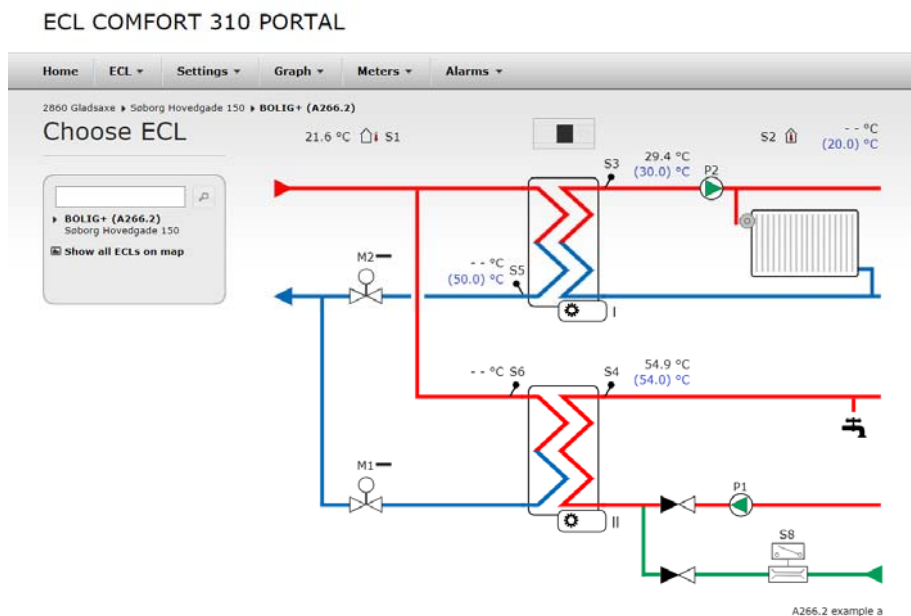 ECL COMFORT 310 PORTAL
Home ECL Settings Graph Meters Alarms
2860 Gladsaxe Søborg Hovedgade 150 BOLIG+ (A266.2)
Choose ECL
21.6 °C S1
S2 - - °C
(20.0) °C
BOLIG+ (A266.2)
Søborg Hovedgade 150
Show all ECLs on map
S3 29.4 °C
(30.0) °C
P2
M2
- - °C
(50.0) °C S5
I
- - °C S6
S4 54.9 °C
(54.0) °C
M1
P1
II
S8
A266.2 example a